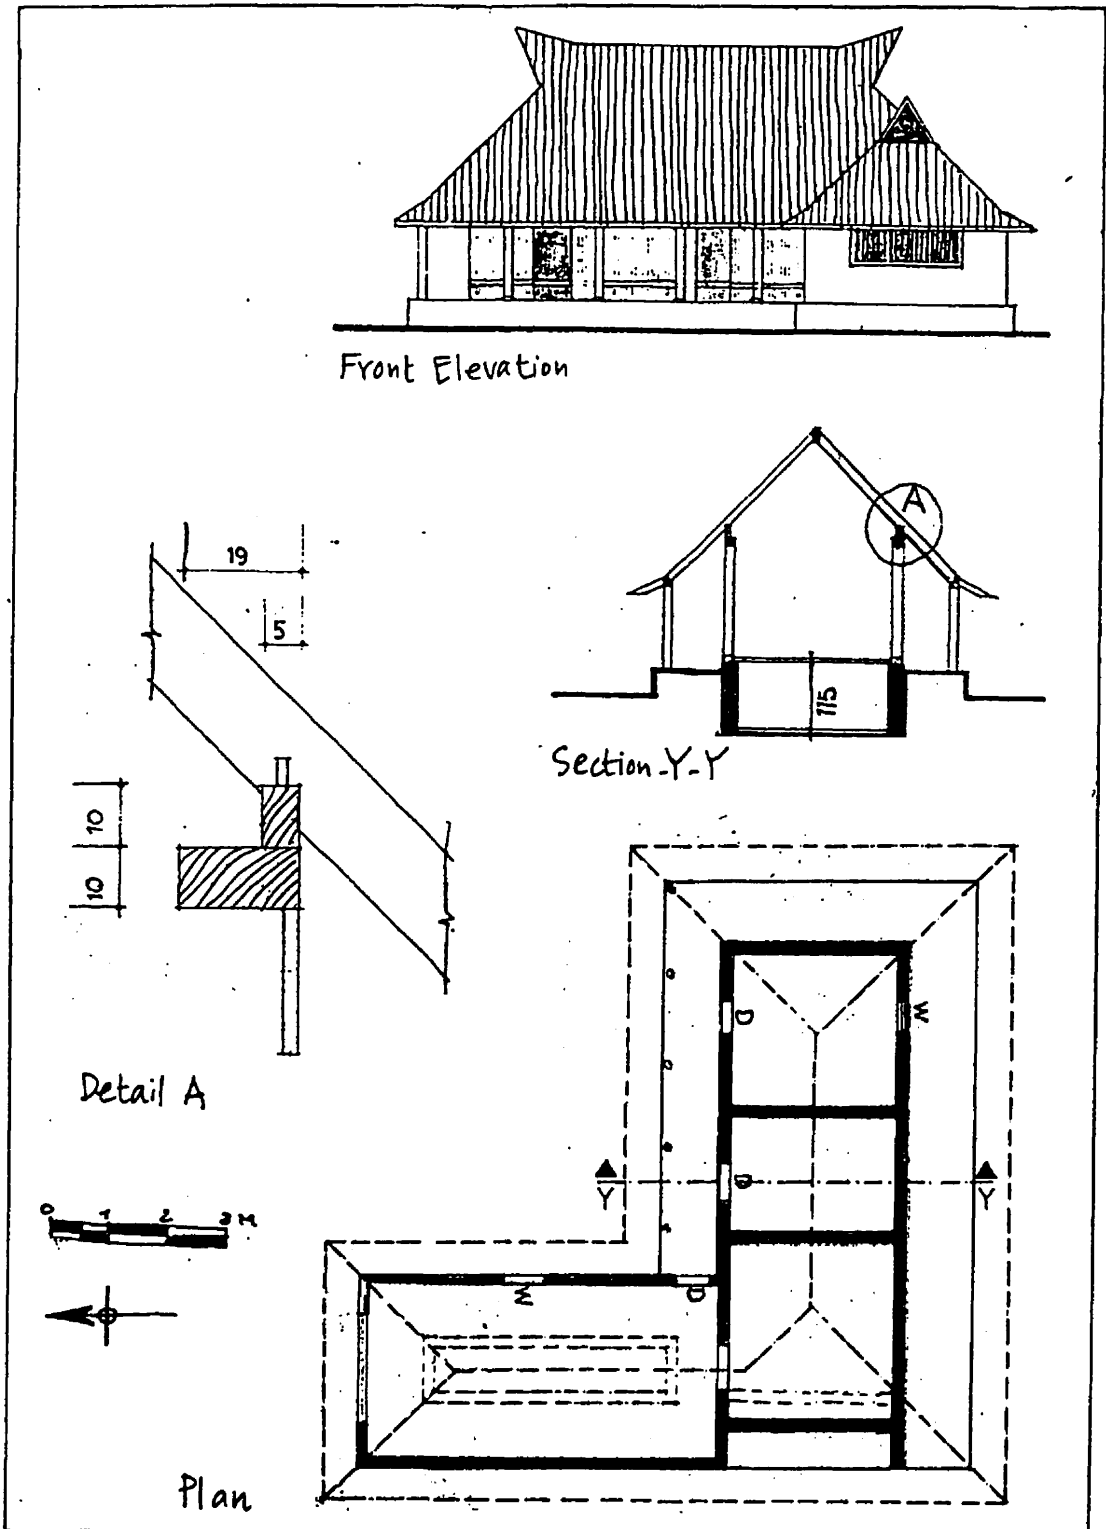 Front Elevation
A
19
5
115
Section-Y-Y
10
10
Detail A
D
W
D
Y
Y
0 1 2 3 M
W
D
Plan